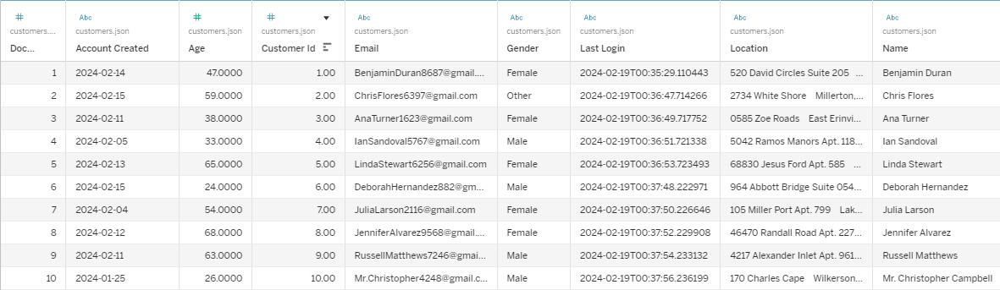 # Abc # # Abc Abc Abc Abc Abc
customers.... customers.json customers.json customers.json customers.json customers.json customers.json customers.json customers.json
Doc... Account Created Age Customer Id Email Gender Last Login Location Name
1 2024-02-14 47.0000 1.00 BenjaminDuran8687@gmail.... Female 2024-02-19T00:35:29.110443 520 David Circles Suite 205 ... Benjamin Duran
2 2024-02-15 59.0000 2.00 ChrisFlores6397@gmail.com Other 2024-02-19T00:36:47.714266 2734 White Shore Millerton,... Chris Flores
3 2024-02-11 38.0000 3.00 AnaTurner1623@gmail.com Female 2024-02-19T00:36:49.717752 0585 Zoe Roads East Erinvi... Ana Turner
4 2024-02-05 33.0000 4.00 IanSandoval5767@gmail.com Male 2024-02-19T00:36:51.721338 5042 Ramos Manors Apt. 118... Ian Sandoval
5 2024-02-13 65.0000 5.00 LindaStewart6256@gmail.com Female 2024-02-19T00:36:53.723493 68830 Jesus Ford Apt. 585 ... Linda Stewart
6 2024-02-15 24.0000 6.00 DeborahHernandez882@gm... Male 2024-02-19T00:37:48.222971 964 Abbott Bridge Suite 054... Deborah Hernandez
7 2024-02-04 54.0000 7.00 JuliaLarson2116@gmail.com Female 2024-02-19T00:37:50.226646 105 Miller Port Apt. 799 Lak... Julia Larson
8 2024-02-12 68.0000 8.00 JenniferAlvarez9568@gmail.... Female 2024-02-19T00:37:52.229908 46470 Randall Road Apt. 227... Jennifer Alvarez
9 2024-02-11 63.0000 9.00 RussellMatthews7246@gmai... Male 2024-02-19T00:37:54.233132 4217 Alexander Inlet Apt. 961... Russell Matthews
10 2024-01-25 26.0000 10.00 Mr.Christopher4248@gmail.c... Male 2024-02-19T00:37:56.236199 170 Charles Cape Wilkerson... Mr. Christopher Campbell